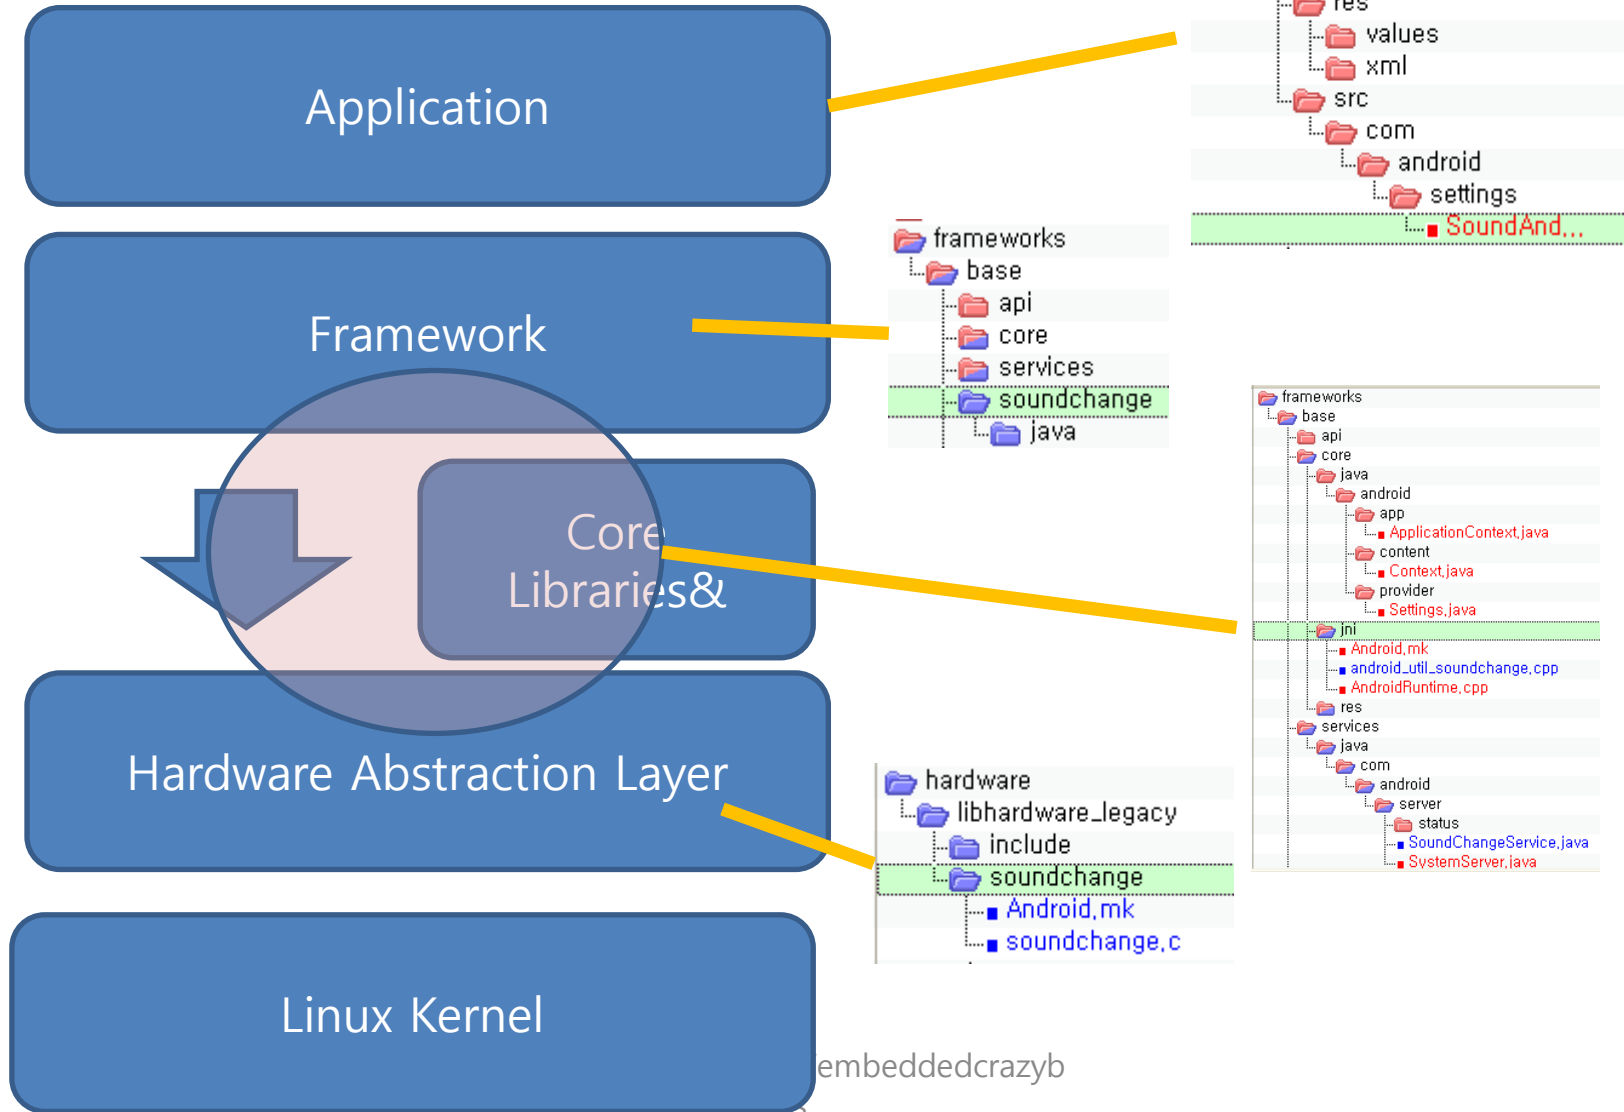 Application
Framework
Core
Libraries&
Hardware Abstraction Layer
Linux Kernel
res
values
xml
src
com
android
settings
SoundAnd...
frameworks
base
api
core
services
soundchange
java
frameworks
base
api
core
java
android
app
ApplicationContext.java
content
Context.java
provider
Settings.java
jni
Android.mk
android_util_soundchange.cpp
AndroidRuntime.cpp
res
services
java
com
android
server
status
SoundChangeService.java
SystemServer.java
hardware
libhardware_legacy
include
soundchange
Android.mk
soundchange.c
embeddedcrazyb